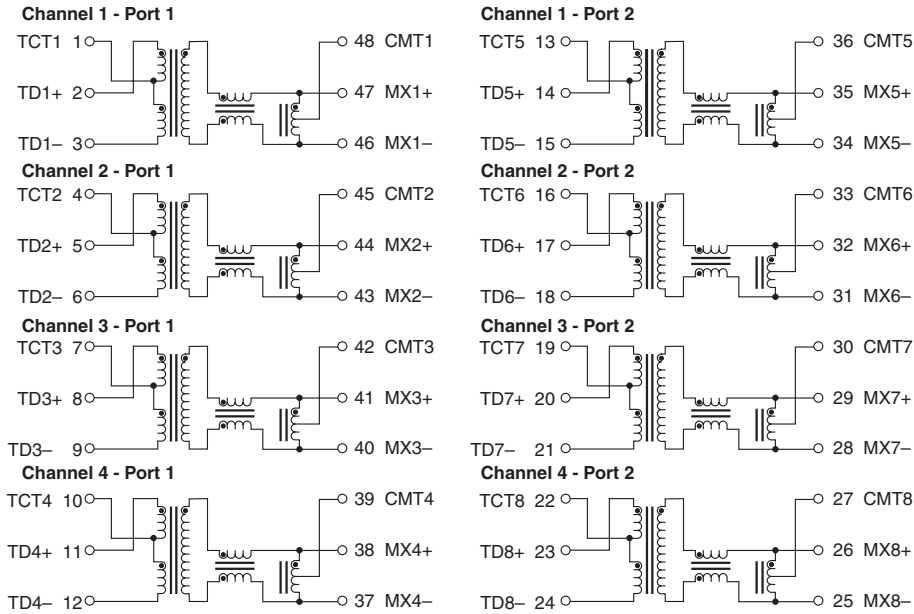 Channel 1 - Port 1
TCT1 1 48 CMT1
TD1+ 2 47 MX1+
TD1– 3 46 MX1–
Channel 2 - Port 1
TCT2 4 45 CMT2
TD2+ 5 44 MX2+
TD2– 6 43 MX2–
Channel 3 - Port 1
TCT3 7 42 CMT3
TD3+ 8 41 MX3+
TD3– 9 40 MX3–
Channel 4 - Port 1
TCT4 10 39 CMT4
TD4+ 11 38 MX4+
TD4– 12 37 MX4–
Channel 1 - Port 2
TCT5 13 36 CMT5
TD5+ 14 35 MX5+
TD5– 15 34 MX5–
Channel 2 - Port 2
TCT6 16 33 CMT6
TD6+ 17 32 MX6+
TD6– 18 31 MX6–
Channel 3 - Port 2
TCT7 19 30 CMT7
TD7+ 20 29 MX7+
TD7– 21 28 MX7–
Channel 4 - Port 2
TCT8 22 27 CMT8
TD8+ 23 26 MX8+
TD8– 24 25 MX8–